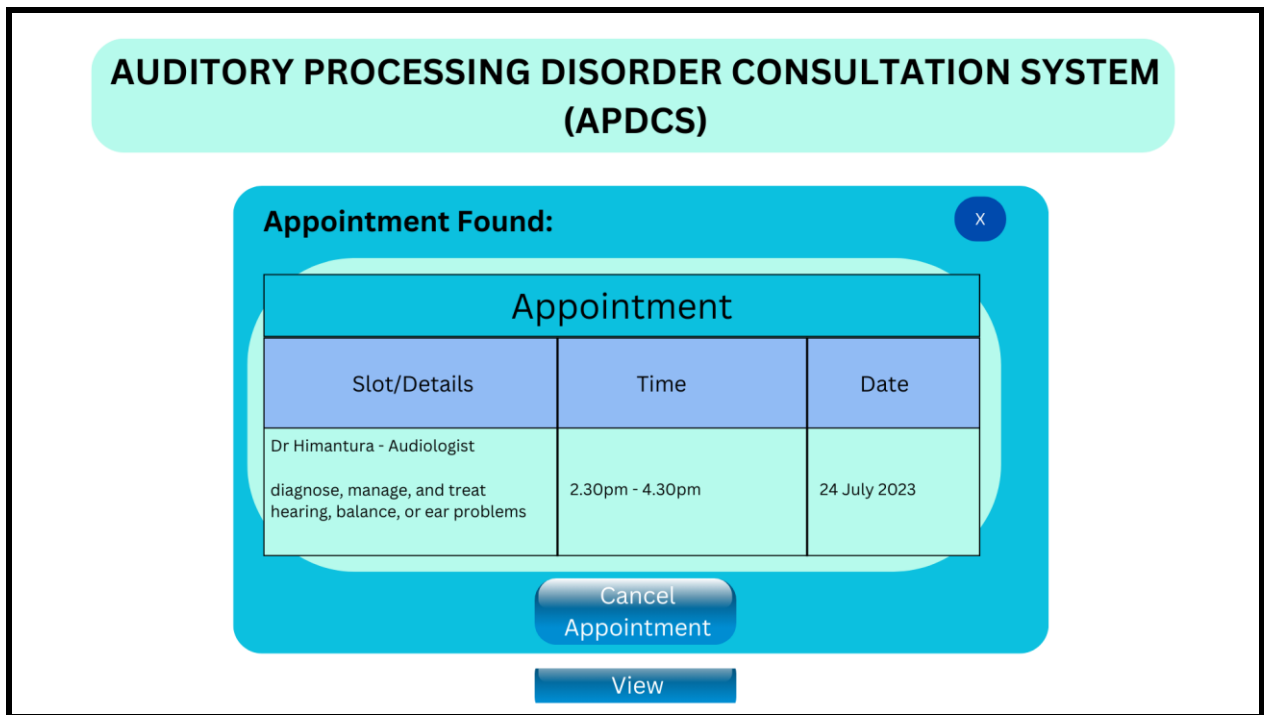 AUDITORY PROCESSING DISORDER CONSULTATION SYSTEM
(APDCS)
Appointment Found:
X
Appointment
Slot/Details
Time
Date
Dr Himantura - Audiologist
diagnose, manage, and treat
hearing, balance, or ear problems
2.30pm - 4.30pm
24 July 2023
Cancel
Appointment
View